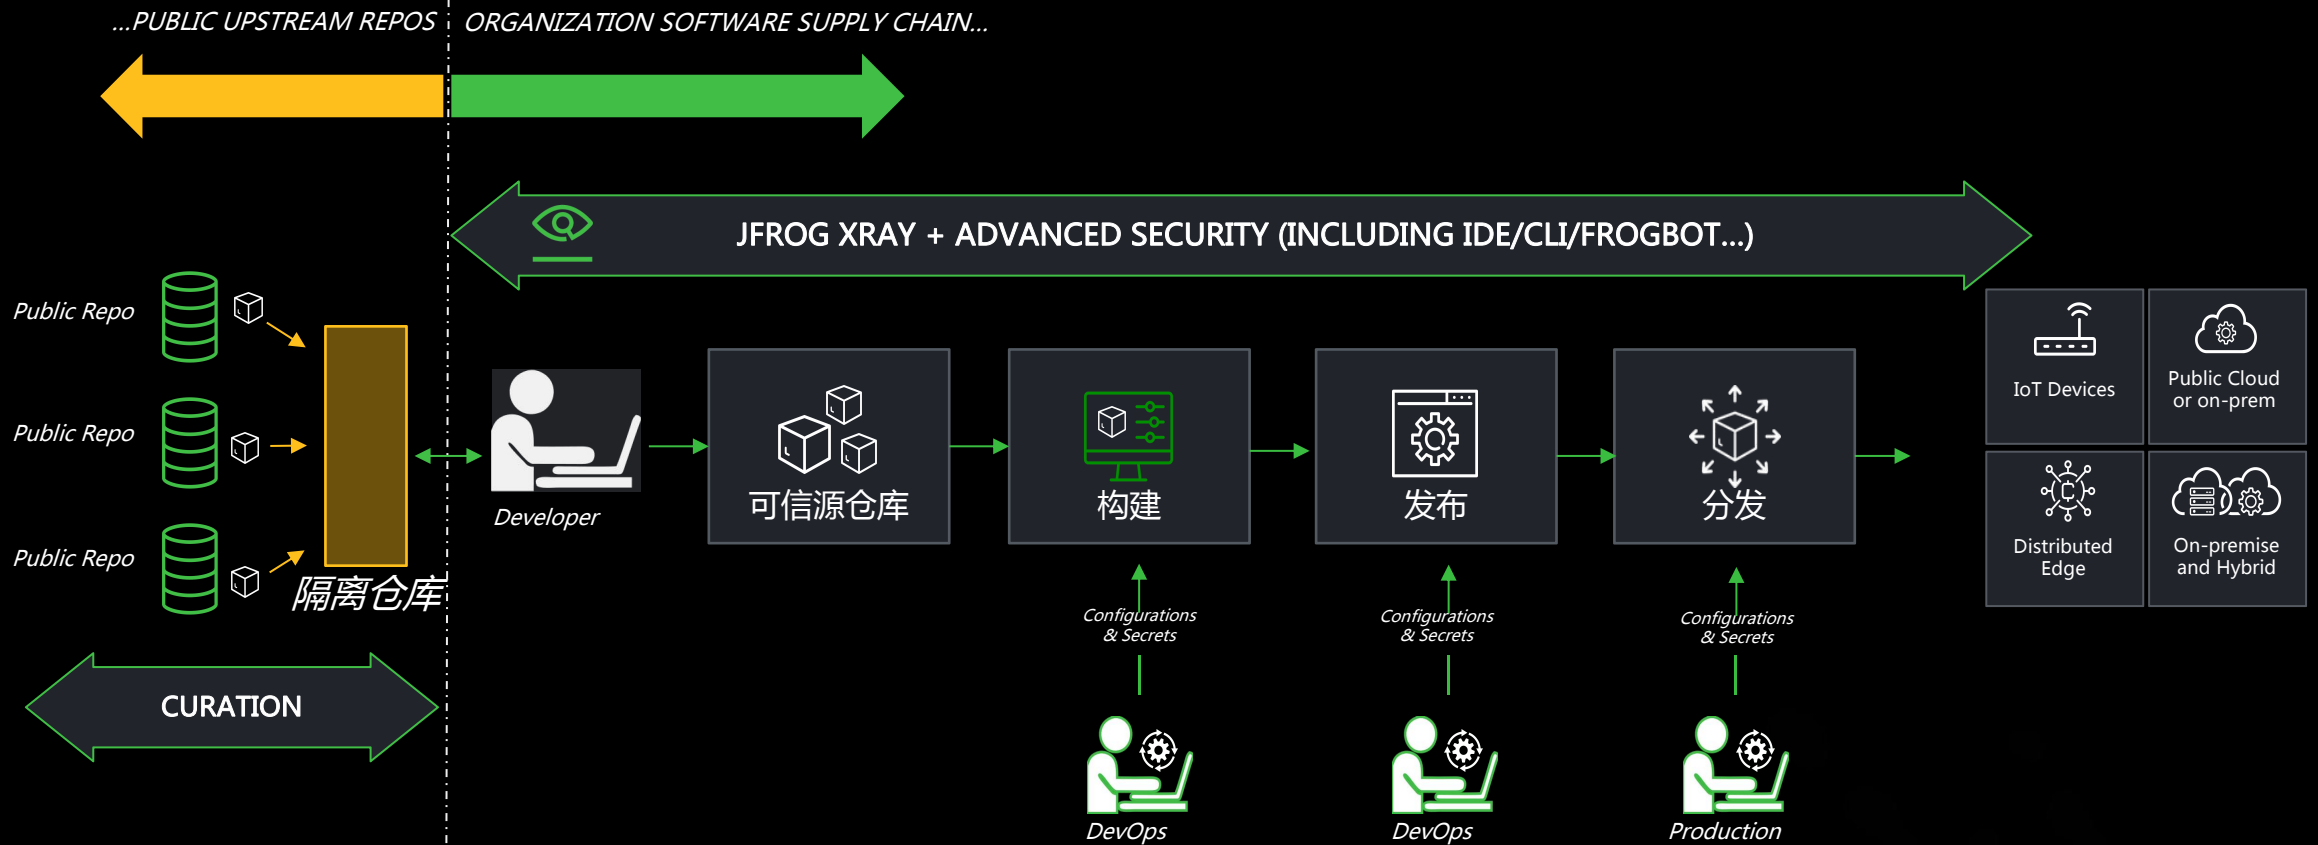 ...PUBLIC UPSTREAM REPOS
ORGANIZATION SOFTWARE SUPPLY CHAIN...
JFROG XRAY + ADVANCED SECURITY (INCLUDING IDE/CLI/FROGBOT...)
Public Repo
Public Repo
Public Repo
隔离仓库
CURATION
Developer
可信源仓库
构建
发布
分发
IoT Devices
Public Cloud
or on-prem
Distributed
Edge
On-premise
and Hybrid
Configurations
& Secrets
Configurations
& Secrets
Configurations
& Secrets
DevOps
DevOps
Production